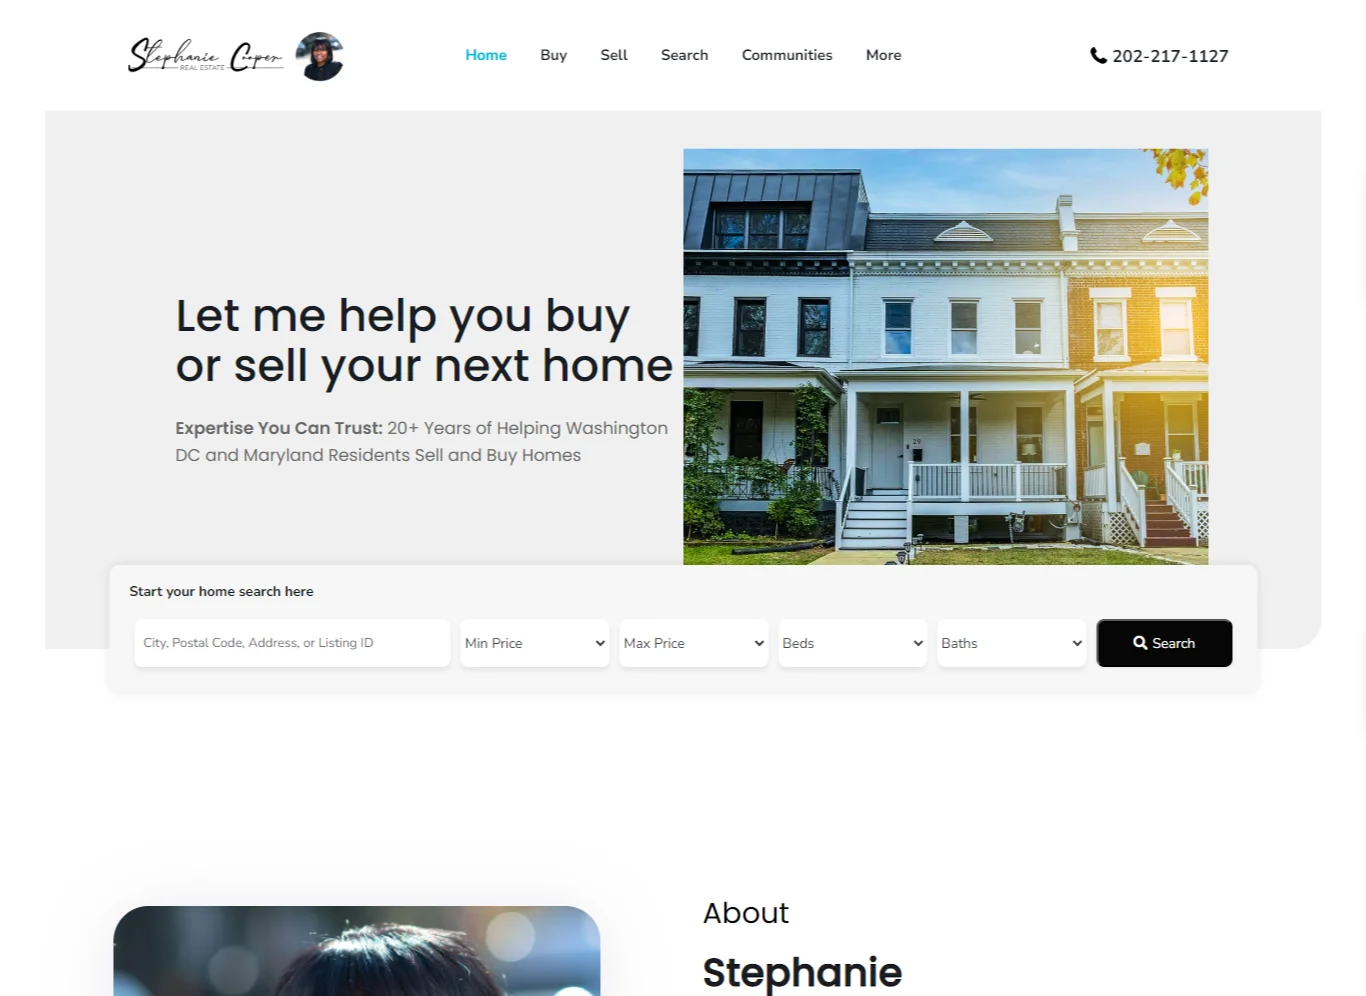 Stephanie Cooper
REAL ESTATE
Home
Buy
Sell
Search
Communities
More
202-217-1127
Let me help you buy
or sell your next home
Expertise You Can Trust: 20+ Years of Helping Washington
DC and Maryland Residents Sell and Buy Homes
29
Start your home search here
City, Postal Code, Address, or Listing ID
Min Price
Max Price
Beds
Baths
Search
About
Stephanie